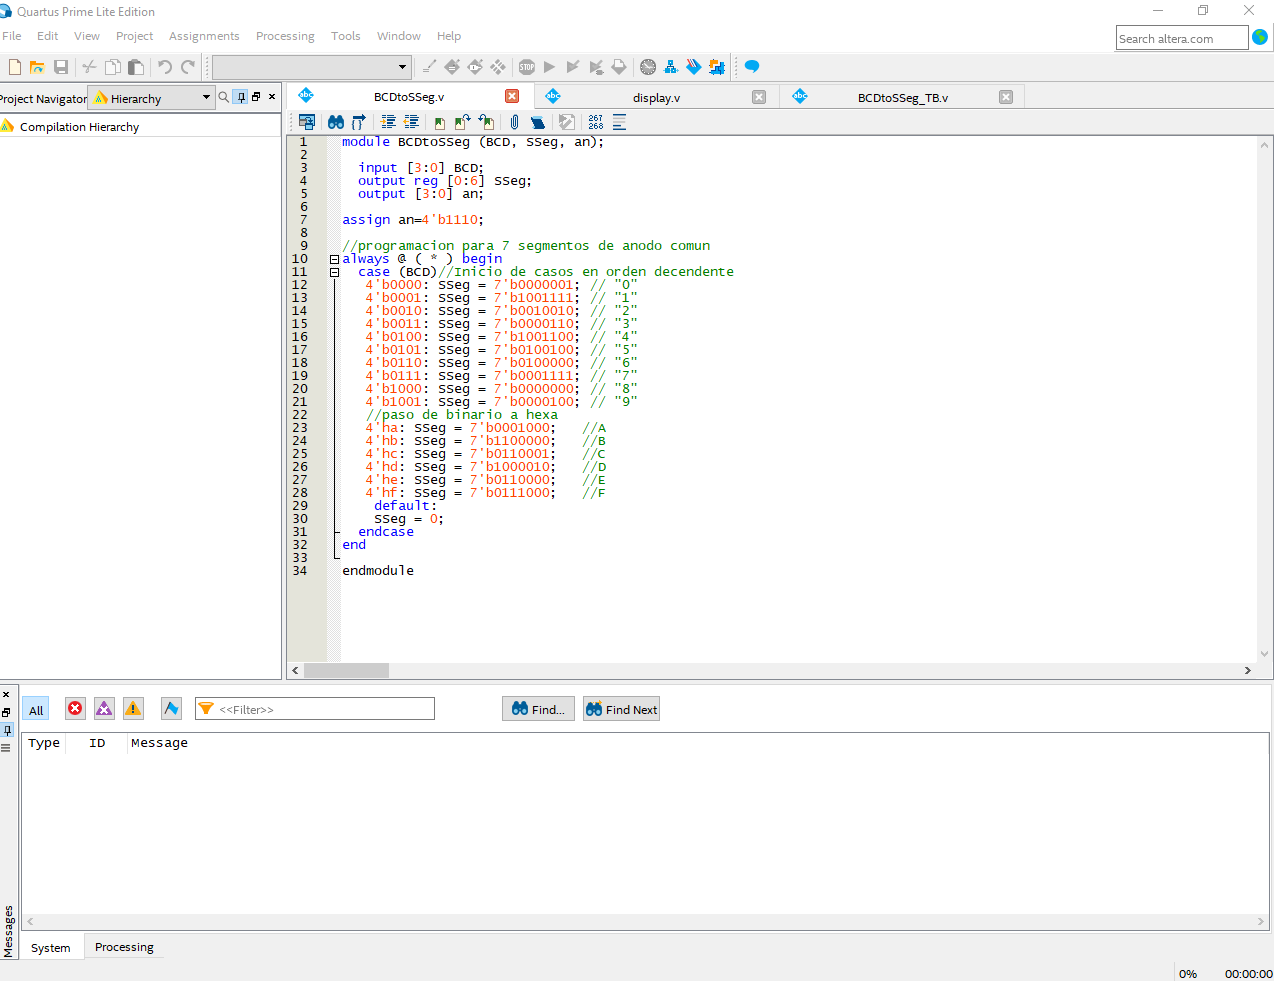 Quartus Prime Lite Edition
File Edit View Project Assignments Processing Tools Window Help
Search altera.com
Project Navigator Hierarchy
BCDtoSSeg.v display.v BCDtoSSeg_TB.v
Compilation Hierarchy
267
268
1 module BCDtoSSeg (BCD, SSeg, an);
2
3 input [3:0] BCD;
4 output reg [0:6] SSeg;
5 output [3:0] an;
6
7 assign an=4'b1110;
8
9 //programacion para 7 segmentos de anodo comun
10 always @ ( * ) begin
11 case (BCD)//Inicio de casos en orden decendente
12 4'b0000: SSeg = 7'b0000001; // "0"
13 4'b0001: SSeg = 7'b1001111; // "1"
14 4'b0010: SSeg = 7'b0010010; // "2"
15 4'b0011: SSeg = 7'b0000110; // "3"
16 4'b0100: SSeg = 7'b1001100; // "4"
17 4'b0101: SSeg = 7'b0100100; // "5"
18 4'b0110: SSeg = 7'b0100000; // "6"
19 4'b0111: SSeg = 7'b0001111; // "7"
20 4'b1000: SSeg = 7'b0000000; // "8"
21 4'b1001: SSeg = 7'b0000100; // "9"
22 //paso de binario a hexa
23 4'ha: SSeg = 7'b0001000; //A
24 4'hb: SSeg = 7'b1100000; //B
25 4'hc: SSeg = 7'b0110001; //C
26 4'hd: SSeg = 7'b1000010; //D
27 4'he: SSeg = 7'b0110000; //E
28 4'hf: SSeg = 7'b0111000; //F
29 default:
30 SSeg = 0;
31 endcase
32 end
33
34 endmodule
All <<Filter>> Find... Find Next
Type ID Message
Messages
System Processing
0% 00:00:00